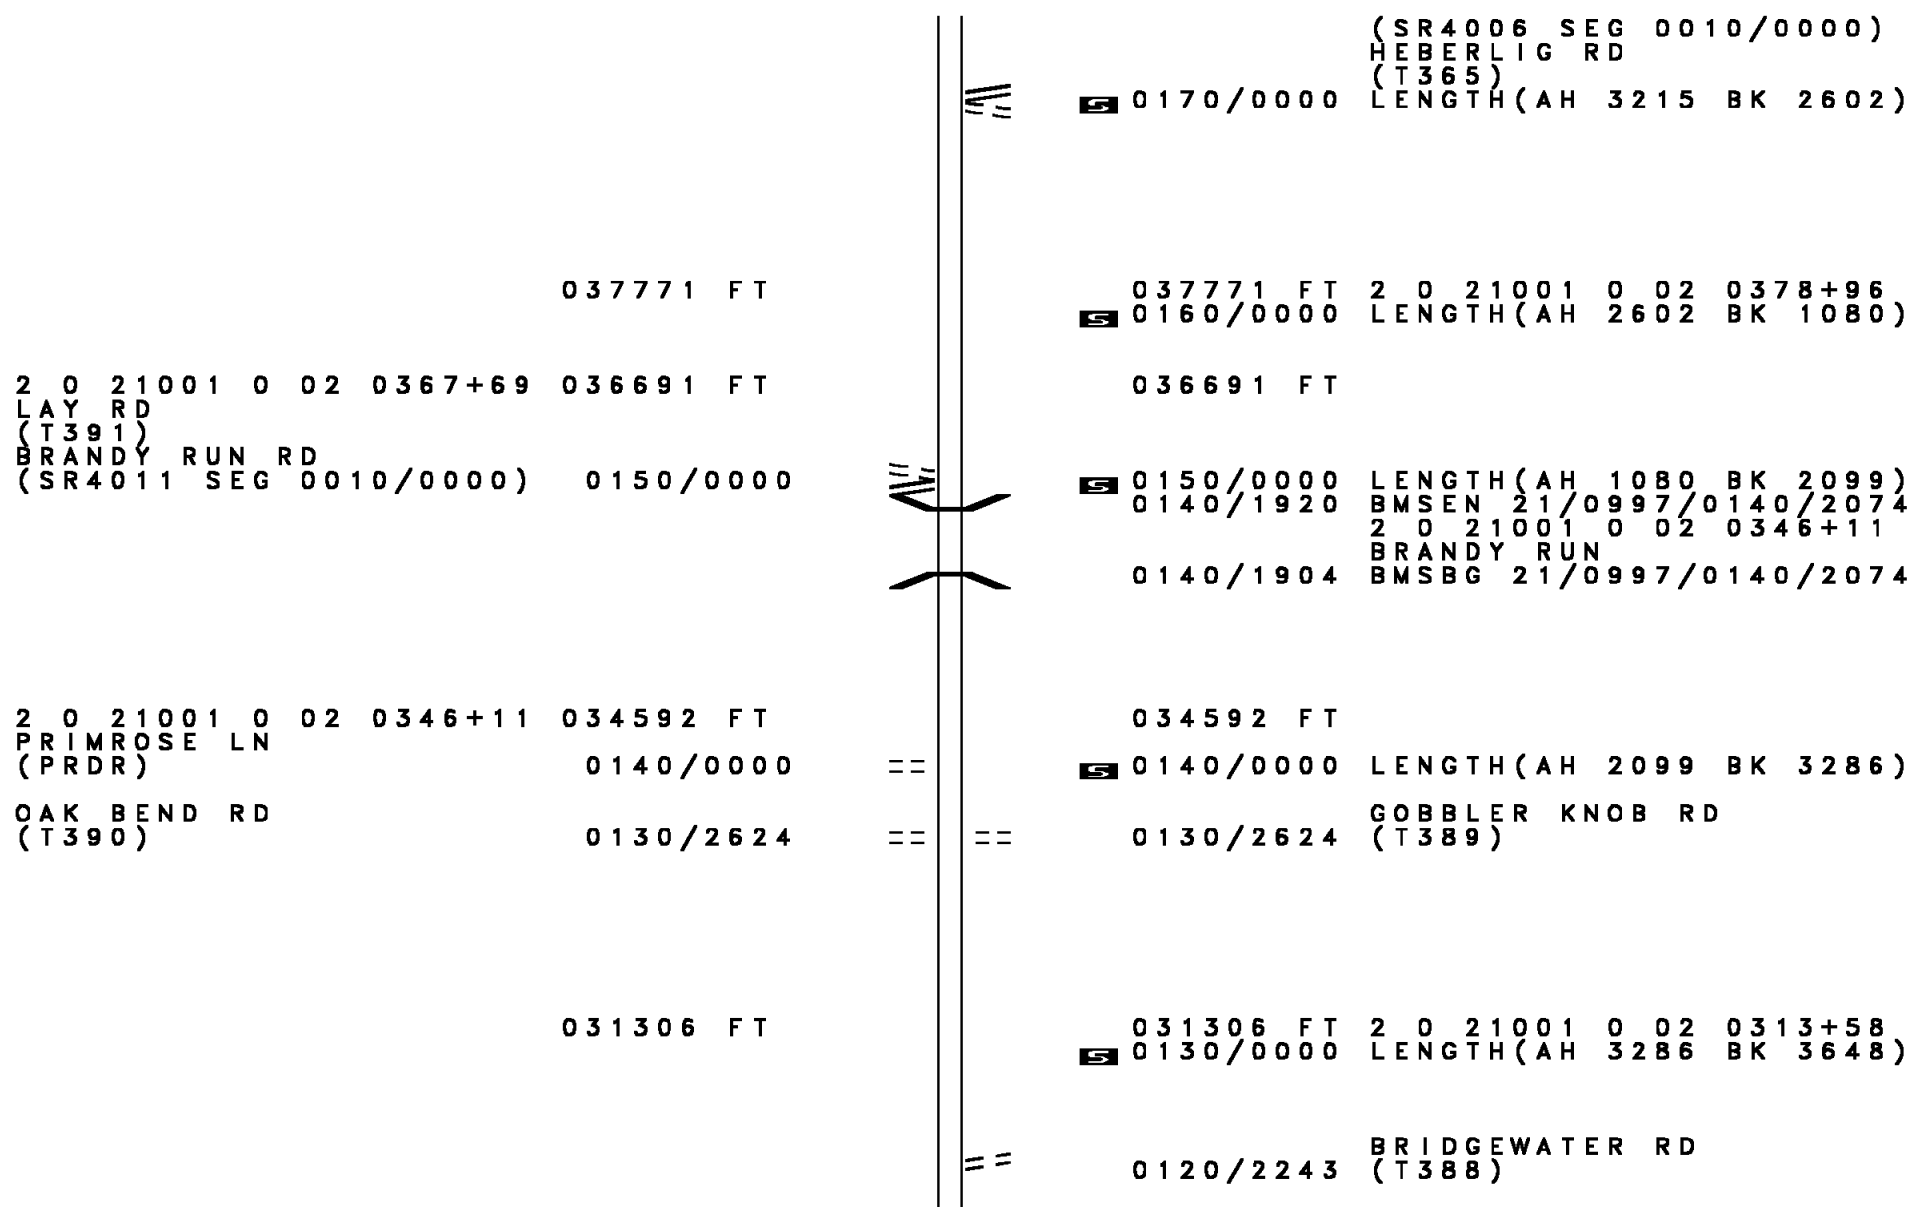 (SR4006 SEG 0010/0000)
HEBERLIG RD
(T365)
S 0170/0000 LENGTH(AH 3215 BK 2602)
037771 FT 037771 FT 2 0 21001 0 02 0378+96
S 0160/0000 LENGTH(AH 2602 BK 1080)
2 0 21001 0 02 0367+69 036691 FT 036691 FT
LAY RD
(T391)
BRANDY RUN RD
(SR4011 SEG 0010/0000) 0150/0000 S 0150/0000 LENGTH(AH 1080 BK 2099)
0140/1920 BMSEN 21/0997/0140/2074
2 0 21001 0 02 0346+11
BRANDY RUN
0140/1904 BMSBG 21/0997/0140/2074
2 0 21001 0 02 0346+11 034592 FT 034592 FT
PRIMROSE LN
(PRDR) 0140/0000 S 0140/0000 LENGTH(AH 2099 BK 3286)
OAK BEND RD GOBBLER KNOB RD
(T390) 0130/2624 0130/2624 (T389)
031306 FT 031306 FT 2 0 21001 0 02 0313+58
S 0130/0000 LENGTH(AH 3286 BK 3648)
BRIDGEWATER RD
0120/2243 (T388)